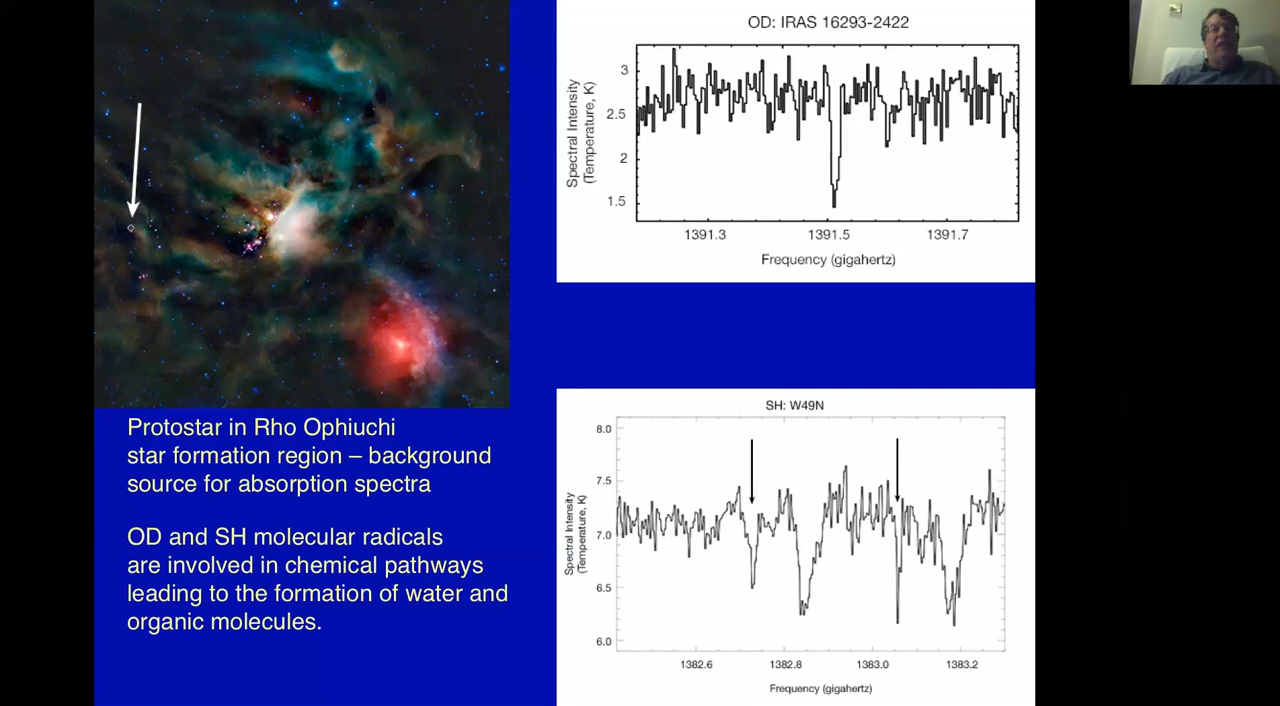 OD: IRAS 16293-2422
Spectral Intensity
(Temperature, K)
3
2.5
2
1.5
1391.3 1391.5 1391.7
Frequency (gigahertz)
Protostar in Rho Ophiuchi
star formation region – background
source for absorption spectra
OD and SH molecular radicals
are involved in chemical pathways
leading to the formation of water and
organic molecules.
SH: W49N
Spectral Intensity
(Temperature, K)
8.0
7.5
7.0
6.5
6.0
1382.6 1382.8 1383.0 1383.2
Frequency (gigahertz)